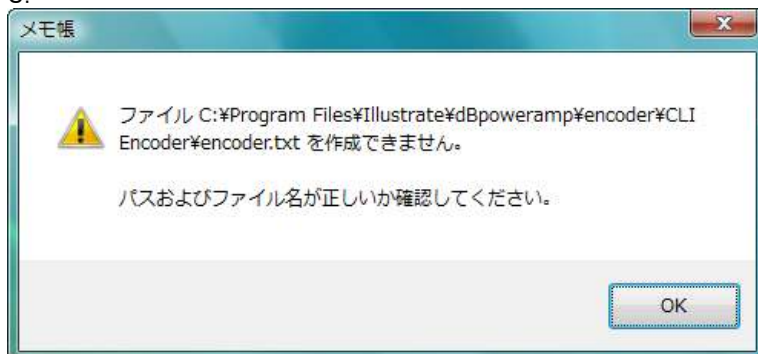 メモ帳
ファイル C:¥Program Files¥Illustrate¥dBpoweramp¥encoder¥CLI
Encoder¥encoder.txt を作成できません。
パスおよびファイル名が正しいか確認してください。
OK